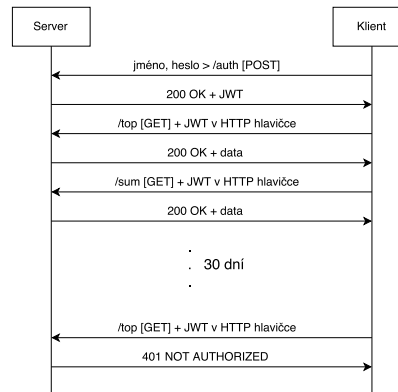 Server
Klient
jméno, heslo > /auth [POST]
200 OK + JWT
/top [GET] + JWT v HTTP hlavičce
200 OK + data
/sum [GET] + JWT v HTTP hlavičce
200 OK + data
30 dní
/top [GET] + JWT v HTTP hlavičce
401 NOT AUTHORIZED